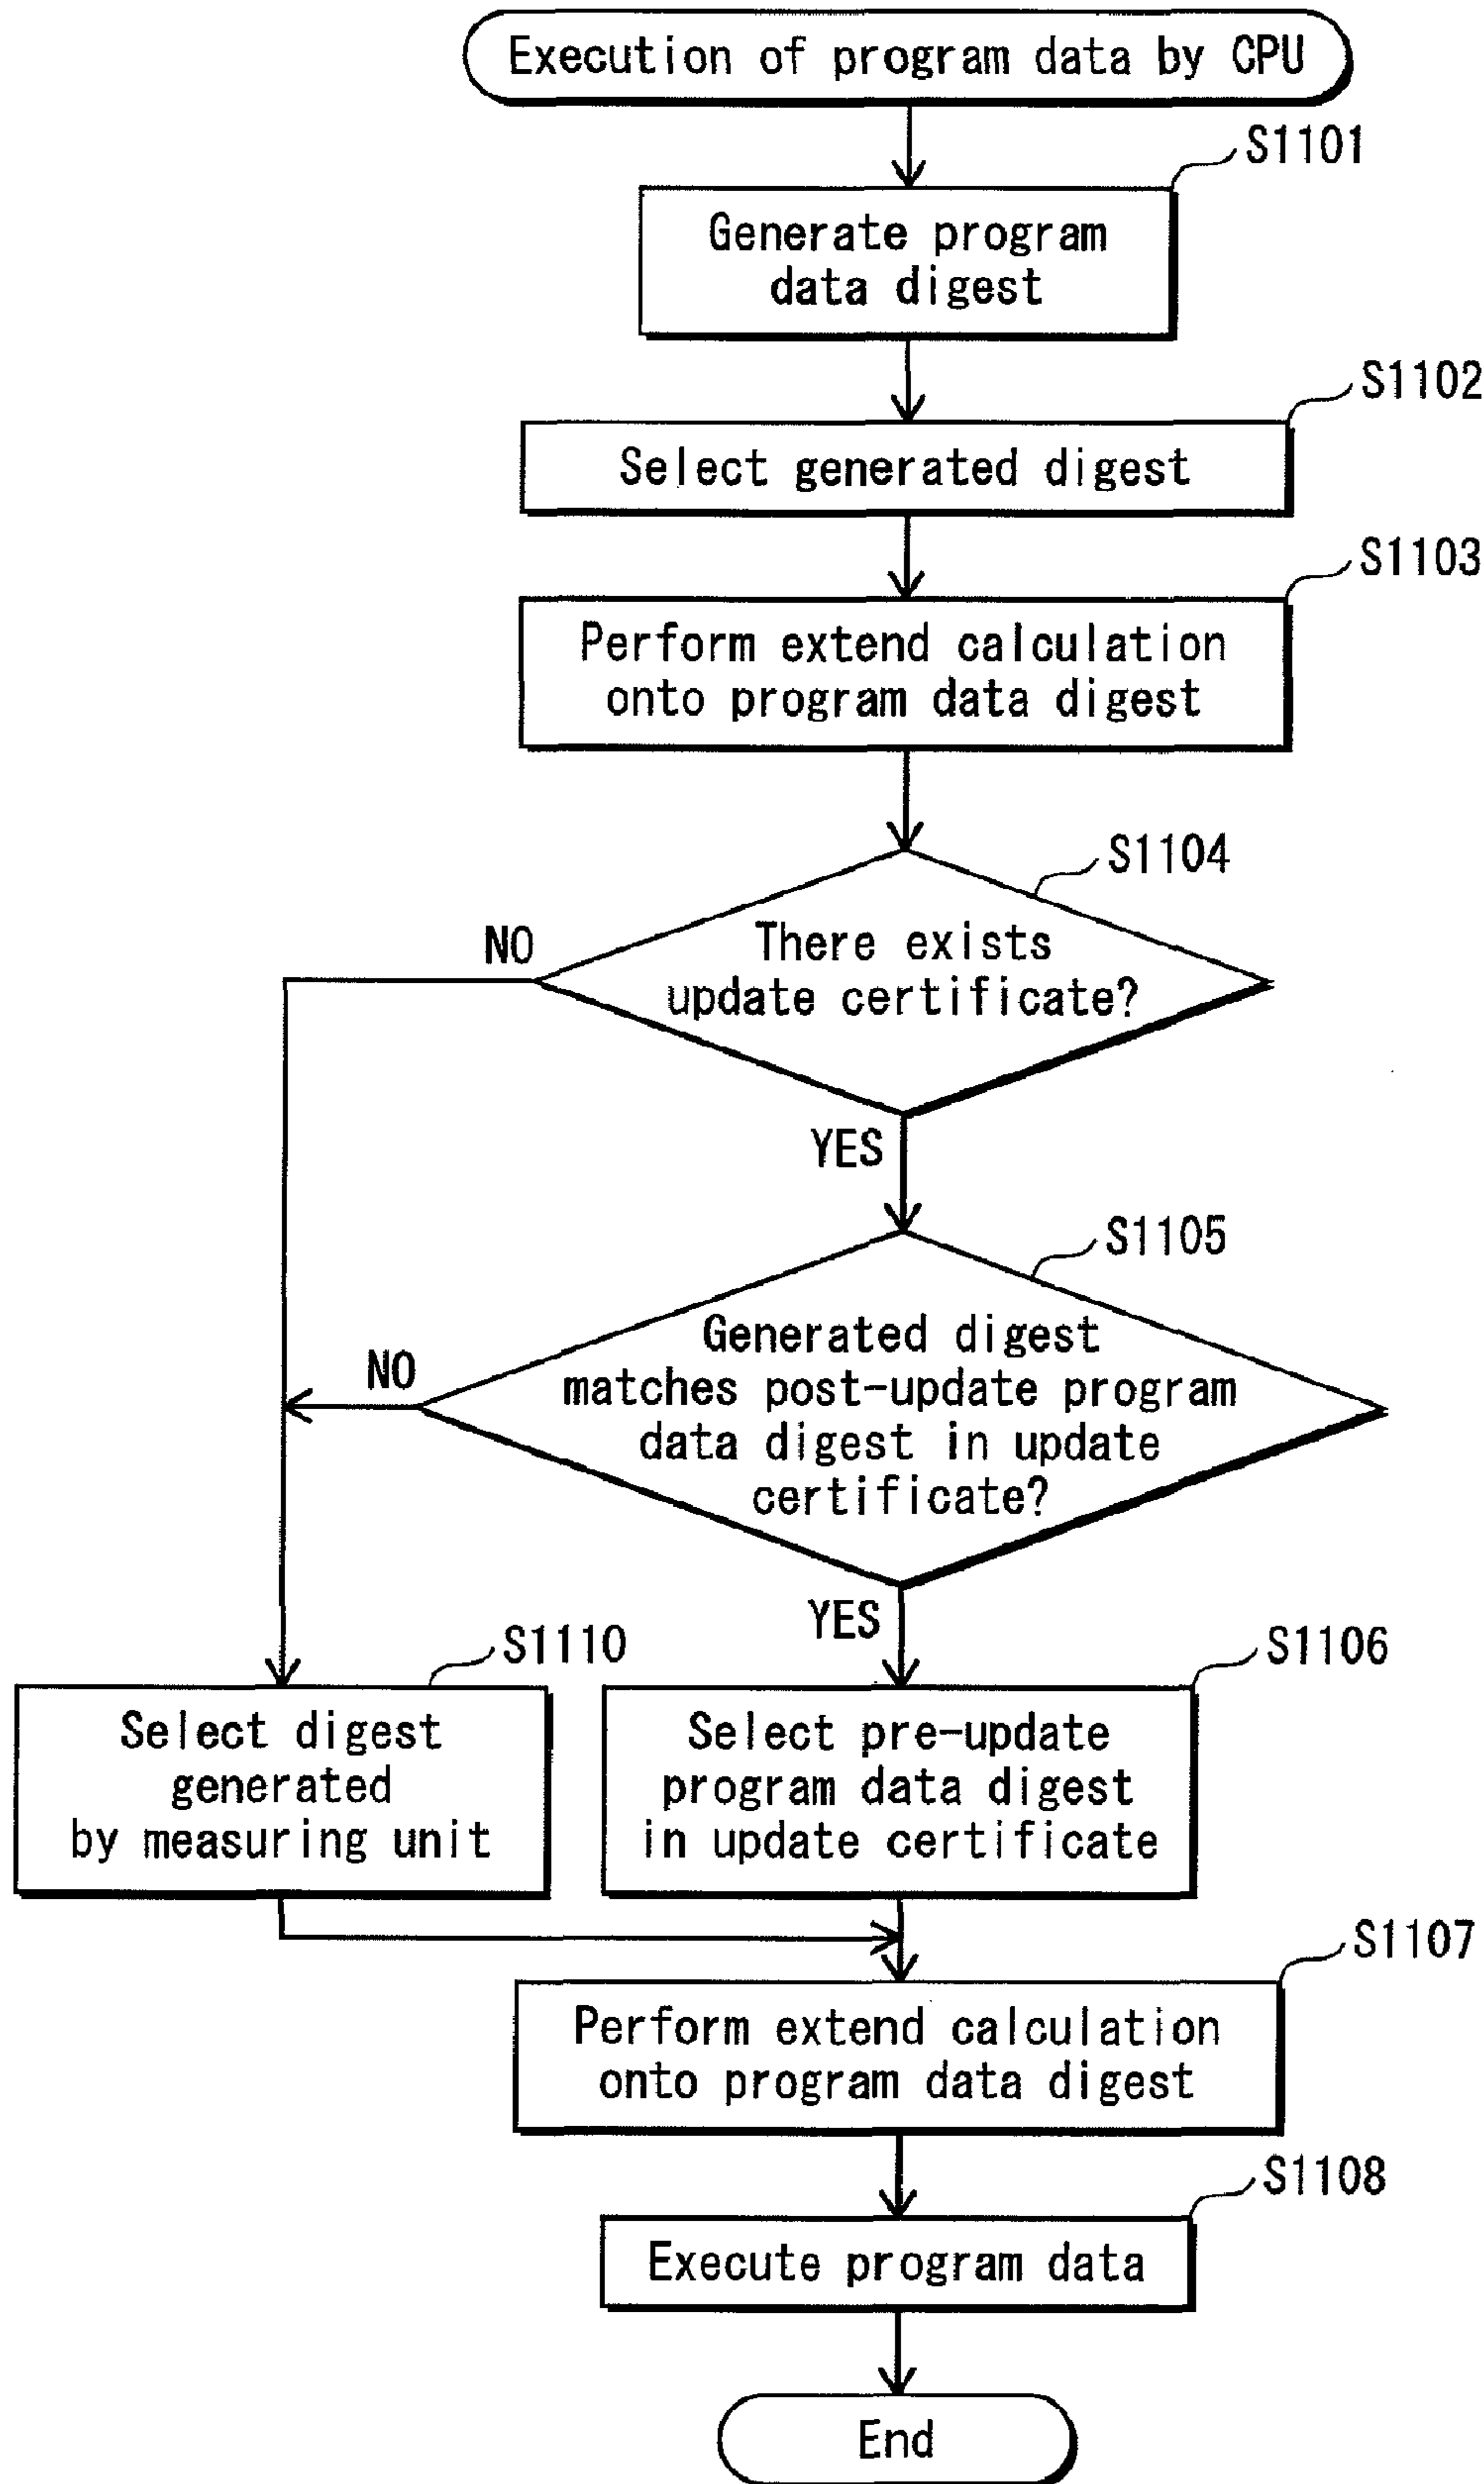 Execution of program data by CPU
S1101
Generate program
data digest
S1102
Select generated digest
S1103
Perform extend calculation
onto program data digest
S1104
There exists
update certificate?
NO
YES
S1105
Generated digest
matches post-update program
data digest in update
certificate?
NO
YES
S1110
Select digest
generated
by measuring unit
S1106
Select pre-update
program data digest
in update certificate
S1107
Perform extend calculation
onto program data digest
S1108
Execute program data
End